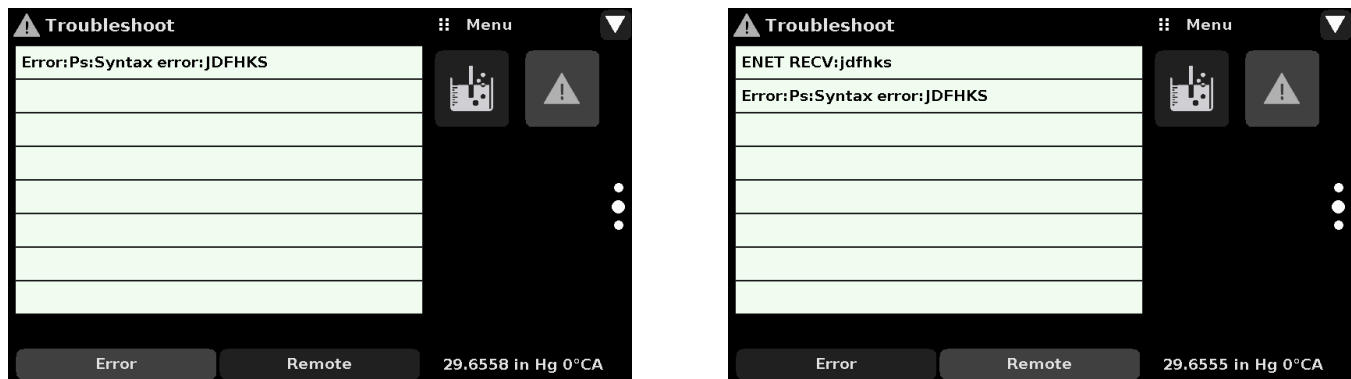 Troubleshoot
Menu
Error:Ps:Syntax error:JDFHKS
Error
Remote
29.6558 in Hg 0°CA
Troubleshoot
Menu
ENET RECV:jdfhks
Error:Ps:Syntax error:JDFHKS
Error
Remote
29.6555 in Hg 0°CA